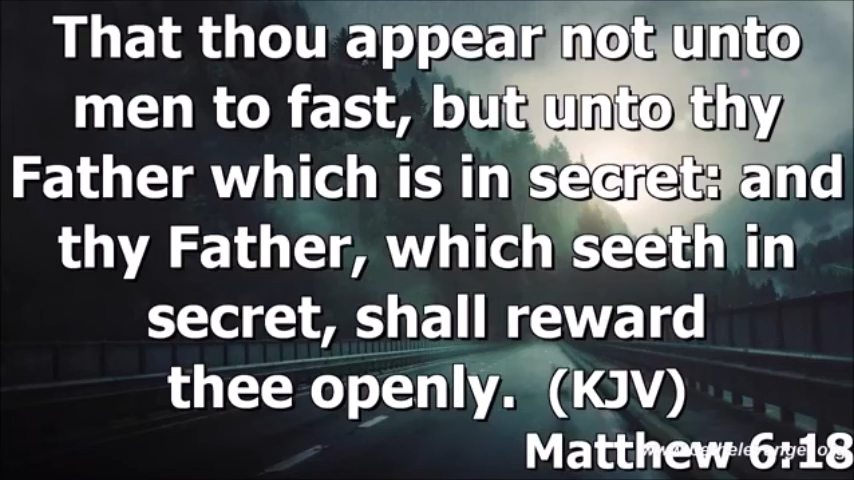 That thou appear not unto
men to fast, but unto thy
Father which is in secret: and
thy Father, which seeth in
secret, shall reward
thee openly. (KJV)
Matthew 6:18